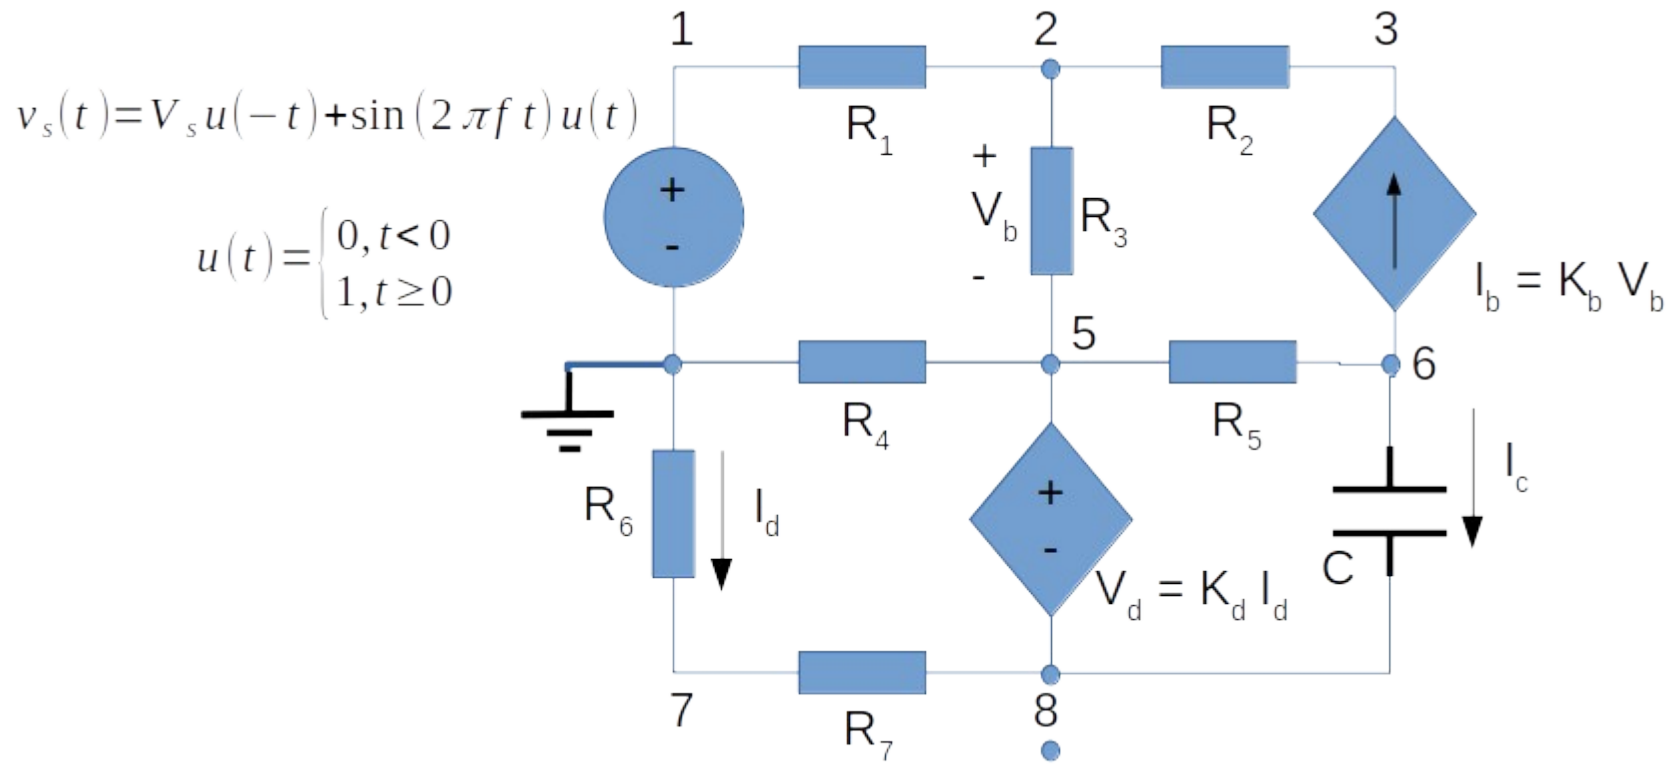 1
2
3
v_s(t)=V_s u(−t)+sin(2πf t)u(t)
R_1
R_2
+
V_b
-
R_3
+
-
u(t)={0, t<0
1, t≥0
I_b = K_b V_b
5
6
R_4
R_5
R_6
I_d
+
-
V_d = K_d I_d
C
I_c
7
8
R_7